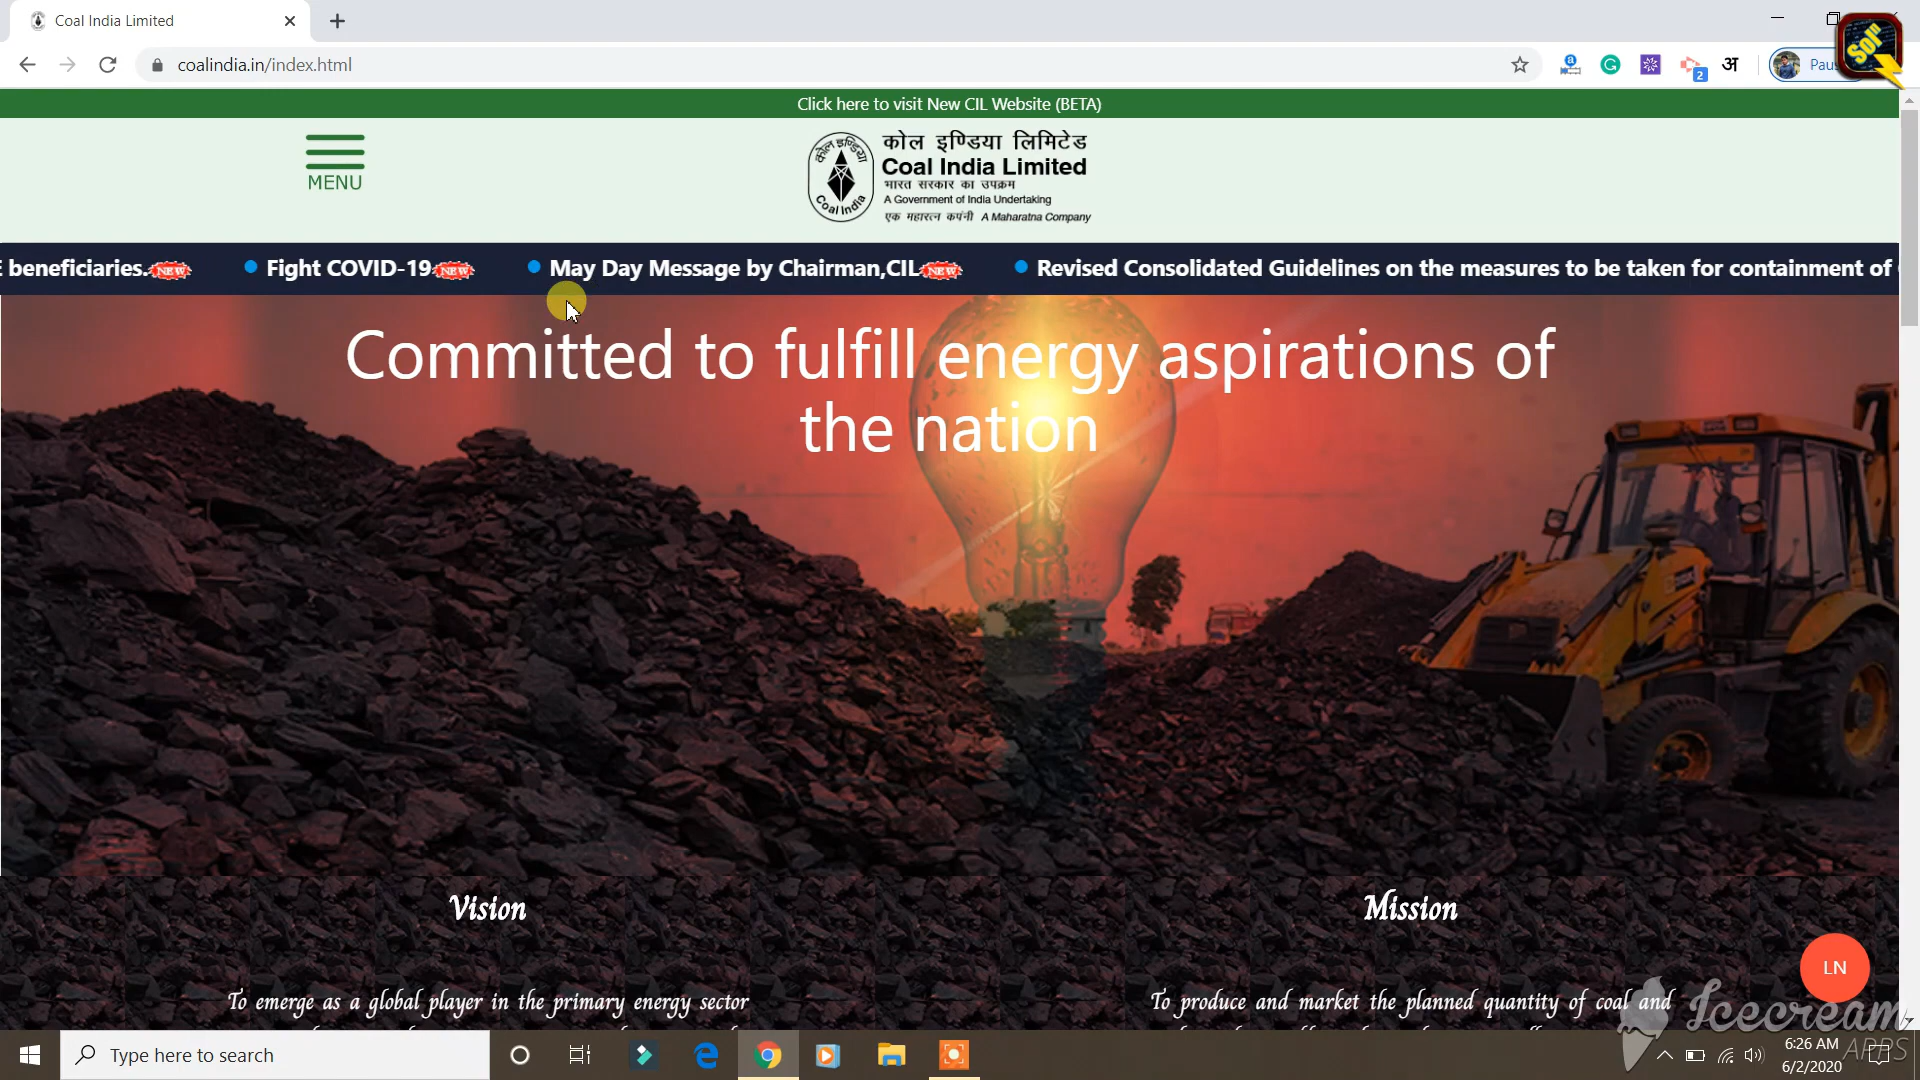 Coal India Limited
coalindia.in/index.html
2
अ
Click here to visit New CIL Website (BETA)
MENU
कोल इण्डिया
Coal India
कोल इण्डिया लिमिटेड
Coal India Limited
भारत सरकार का उपक्रम
A Government of India Undertaking
एक महारत्न कंपनी A Maharatna Company
beneficiaries. NEW
Fight COVID-19 NEW
May Day Message by Chairman,CIL NEW
Revised Consolidated Guidelines on the measures to be taken for containment of
Committed to fulfill energy aspirations of
the nation
Vision
Mission
To emerge as a global player in the primary energy sector
To produce and market the planned quantity of coal and
LN
Icecream
APPS
Type here to search
6:26 AM
6/2/2020